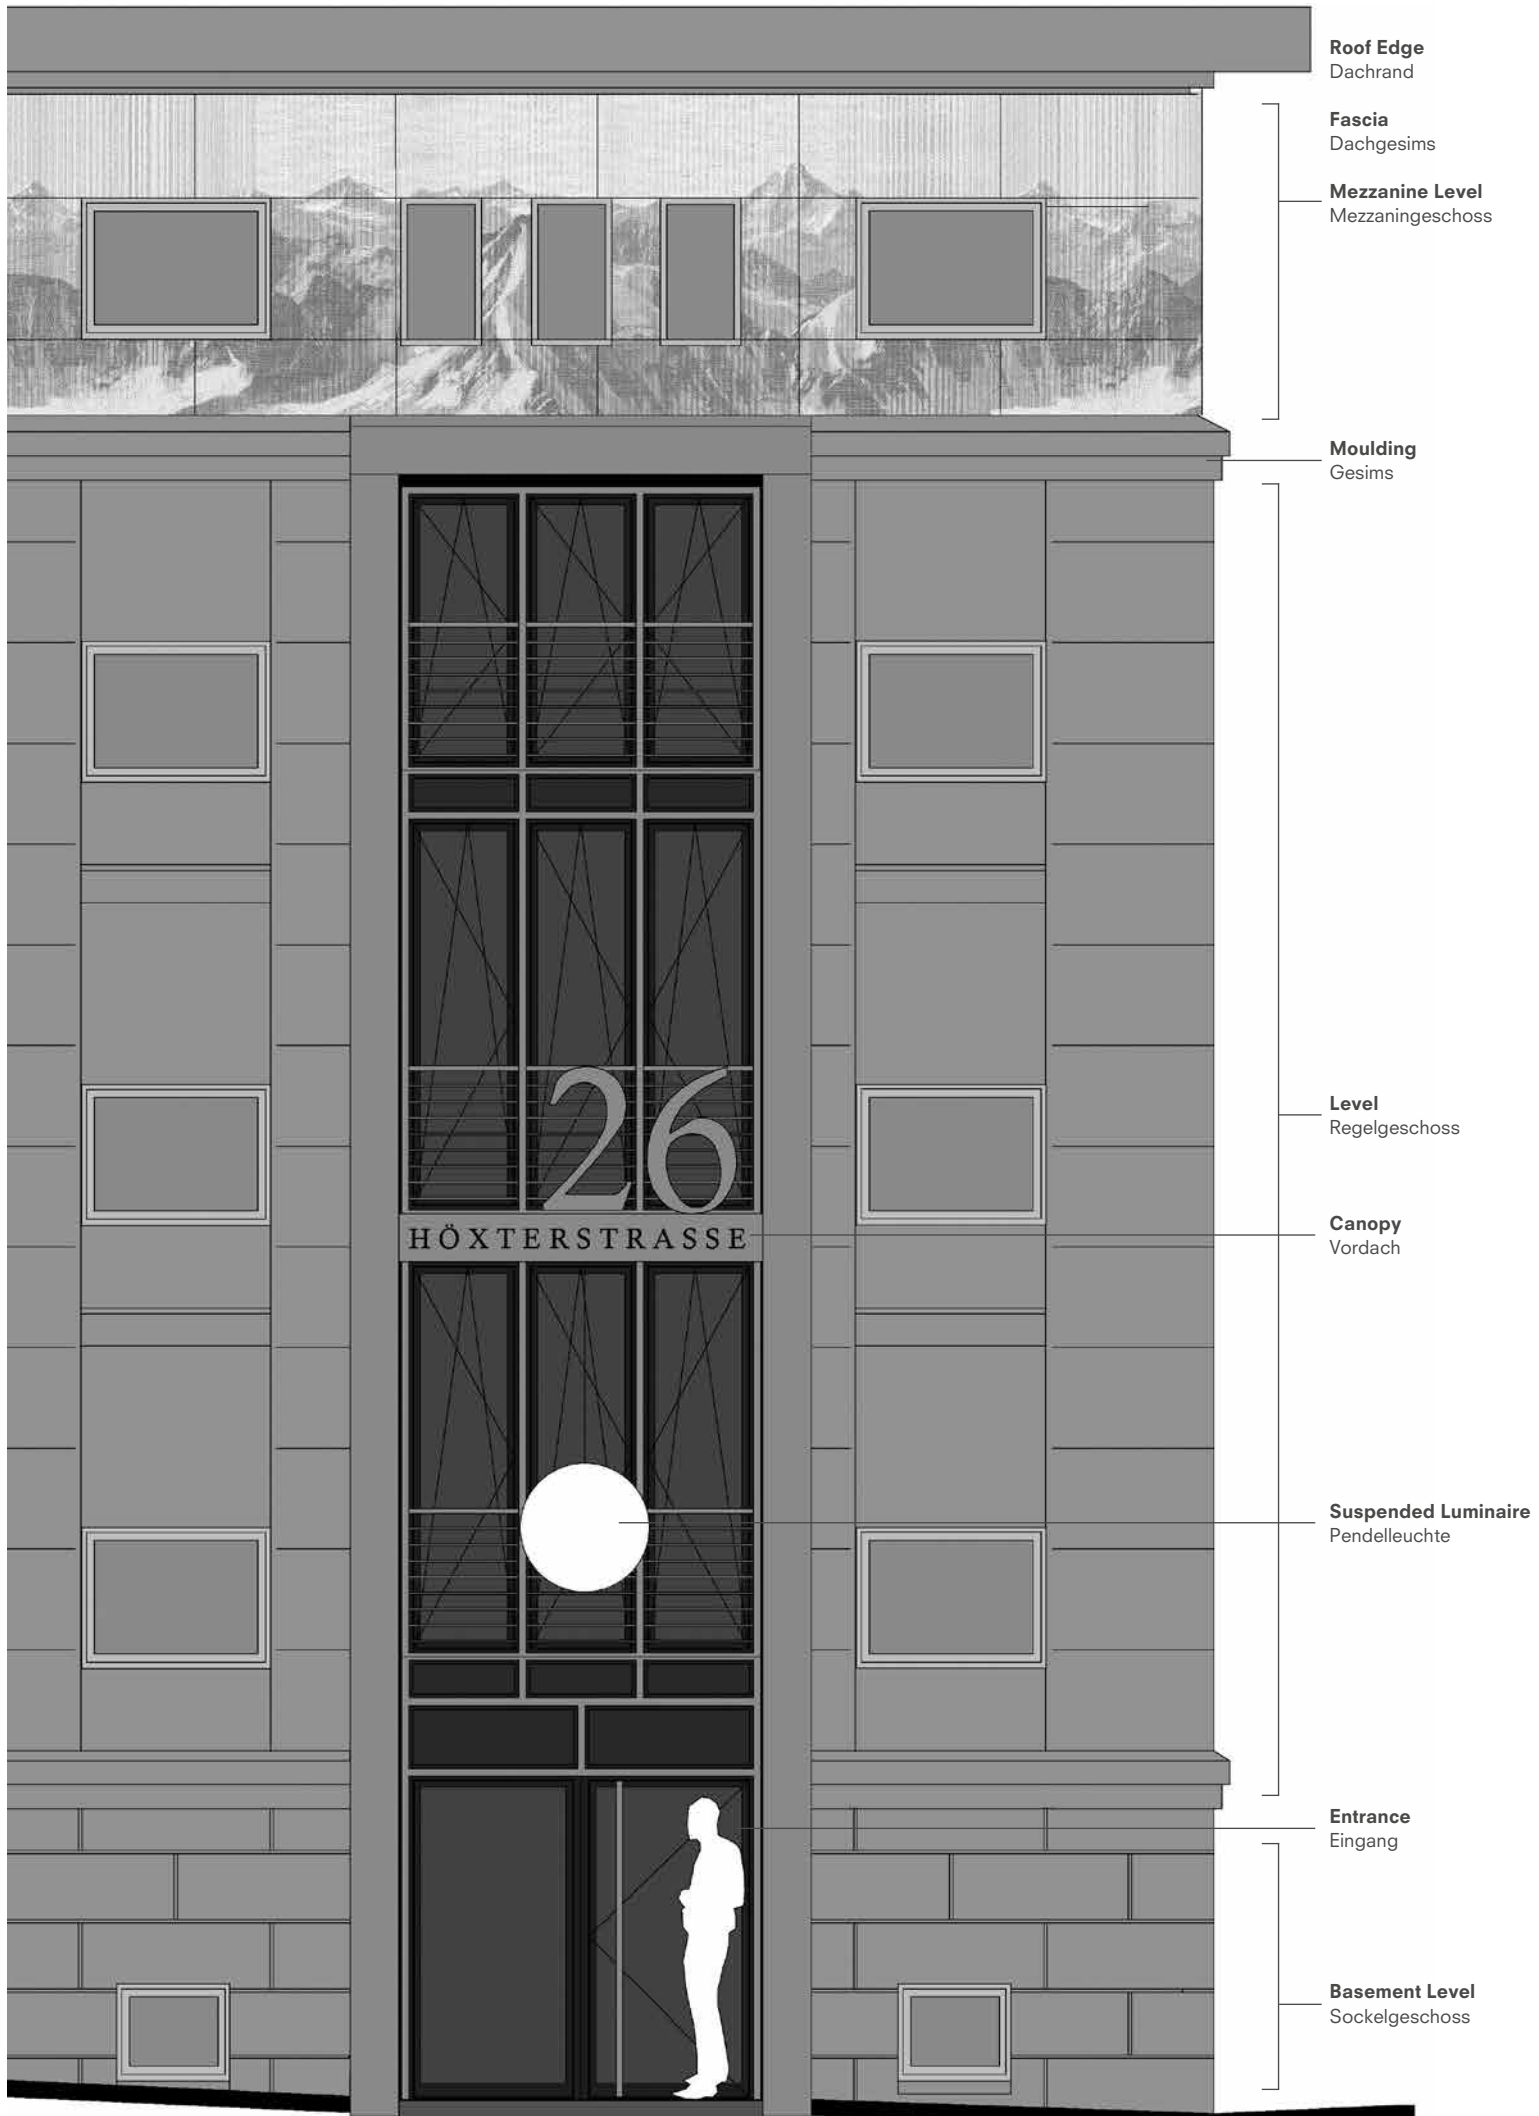 Roof Edge
Dachrand
Fascia
Dachgesims
Mezzanine Level
Mezzaningeschoss
Moulding
Gesims
Level
Regelgeschoss
26
HÖXTERSTRASSE
Canopy
Vordach
Suspended Luminaire
Pendelleuchte
Entrance
Eingang
Basement Level
Sockelgeschoss